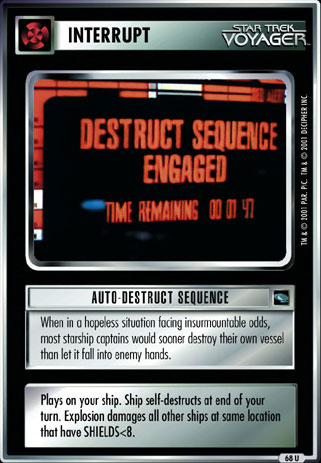 INTERRUPT
STAR TREK
VOYAGER™
DESTRUCT SEQUENCE
ENGAGED
TIME REMAINING 00 01 47
TM & © 2001 PAR. P.C. TM & © 2001 DECIPHER INC.
AUTO-DESTRUCT SEQUENCE
When in a hopeless situation facing insurmountable odds,
most starship captains would sooner destroy their own vessel
than let it fall into enemy hands.
Plays on your ship. Ship self-destructs at end of your
turn. Explosion damages all other ships at same location
that have SHIELDS<8.
68 U